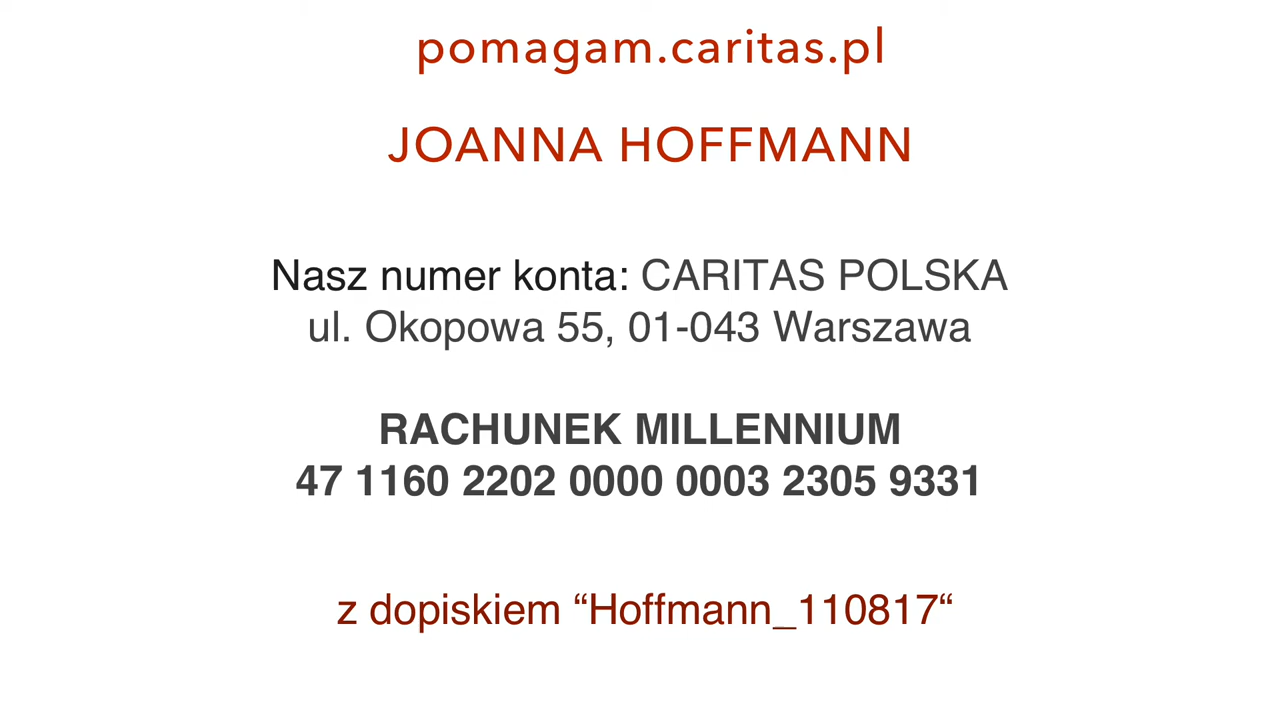 pomagam.caritas.pl
JOANNA HOFFMANN
Nasz numer konta: CARITAS POLSKA
ul. Okopowa 55, 01-043 Warszawa
RACHUNEK MILLENNIUM
47 1160 2202 0000 0003 2305 9331
z dopiskiem “Hoffmann_110817“